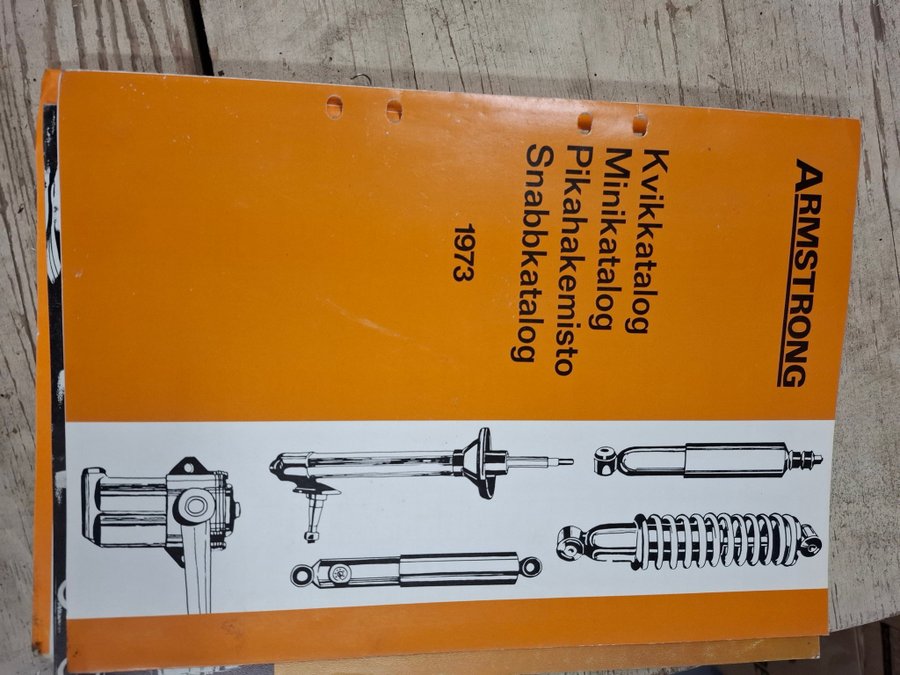 ARMSTRONG
Kvikkatalog
Minikatalog
Pikahakemisto
Snabbkatalog
1973